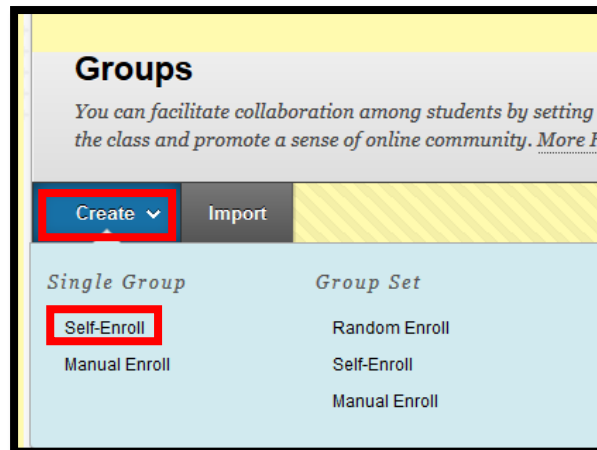 Groups
You can facilitate collaboration among students by setting
the class and promote a sense of online community. More
Create Import
Single Group Group Set
Self-Enroll Random Enroll
Manual Enroll Self-Enroll
Manual Enroll